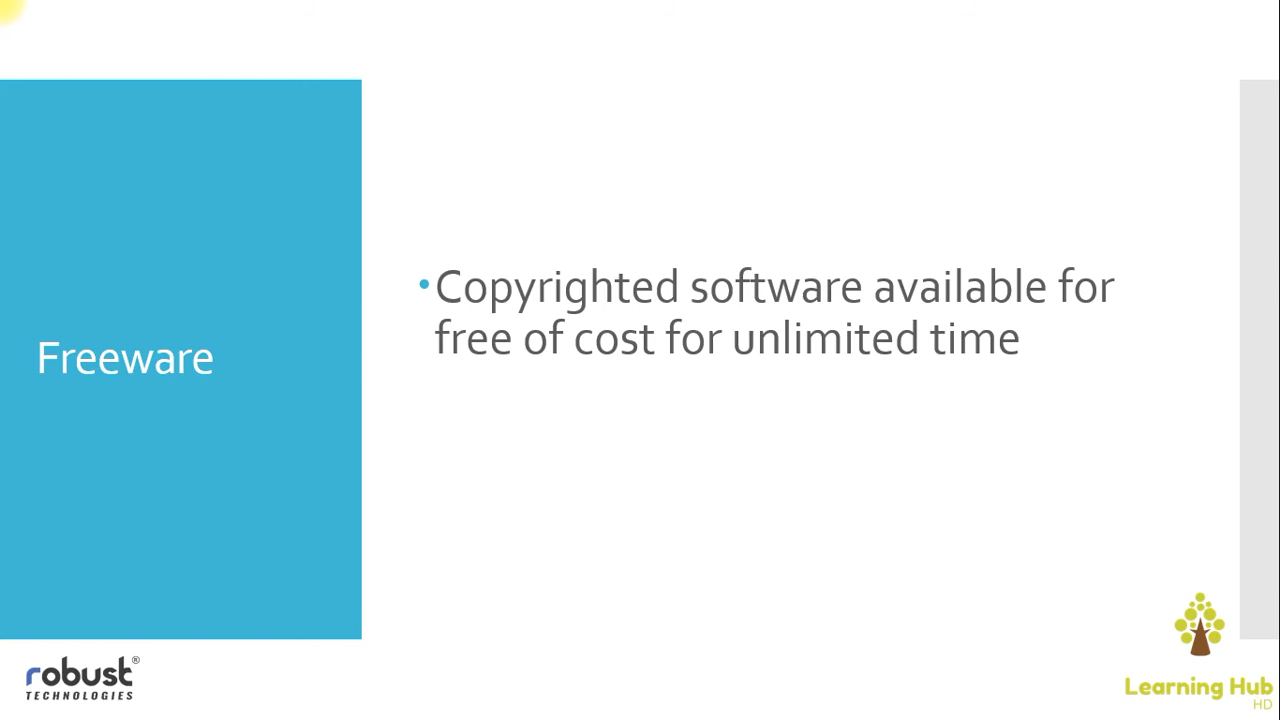 Freeware
•Copyrighted software available for
free of cost for unlimited time
robust®
TECHNOLOGIES
Learning Hub
HD